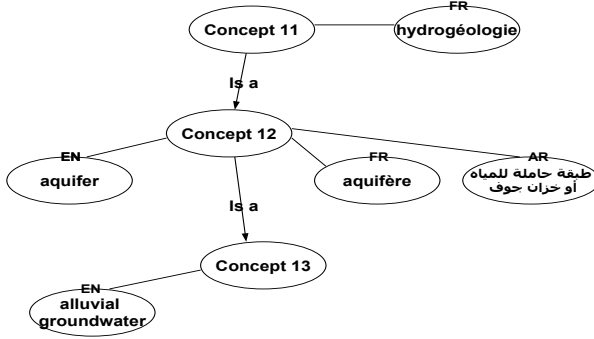 FR
Concept 11
hydrogéologie
Is a
Concept 12
EN
aquifer
FR
aquifère
AR
طبقة حاملة للمياه
أو خزان جوف
Is a
Concept 13
EN
alluvial
groundwater